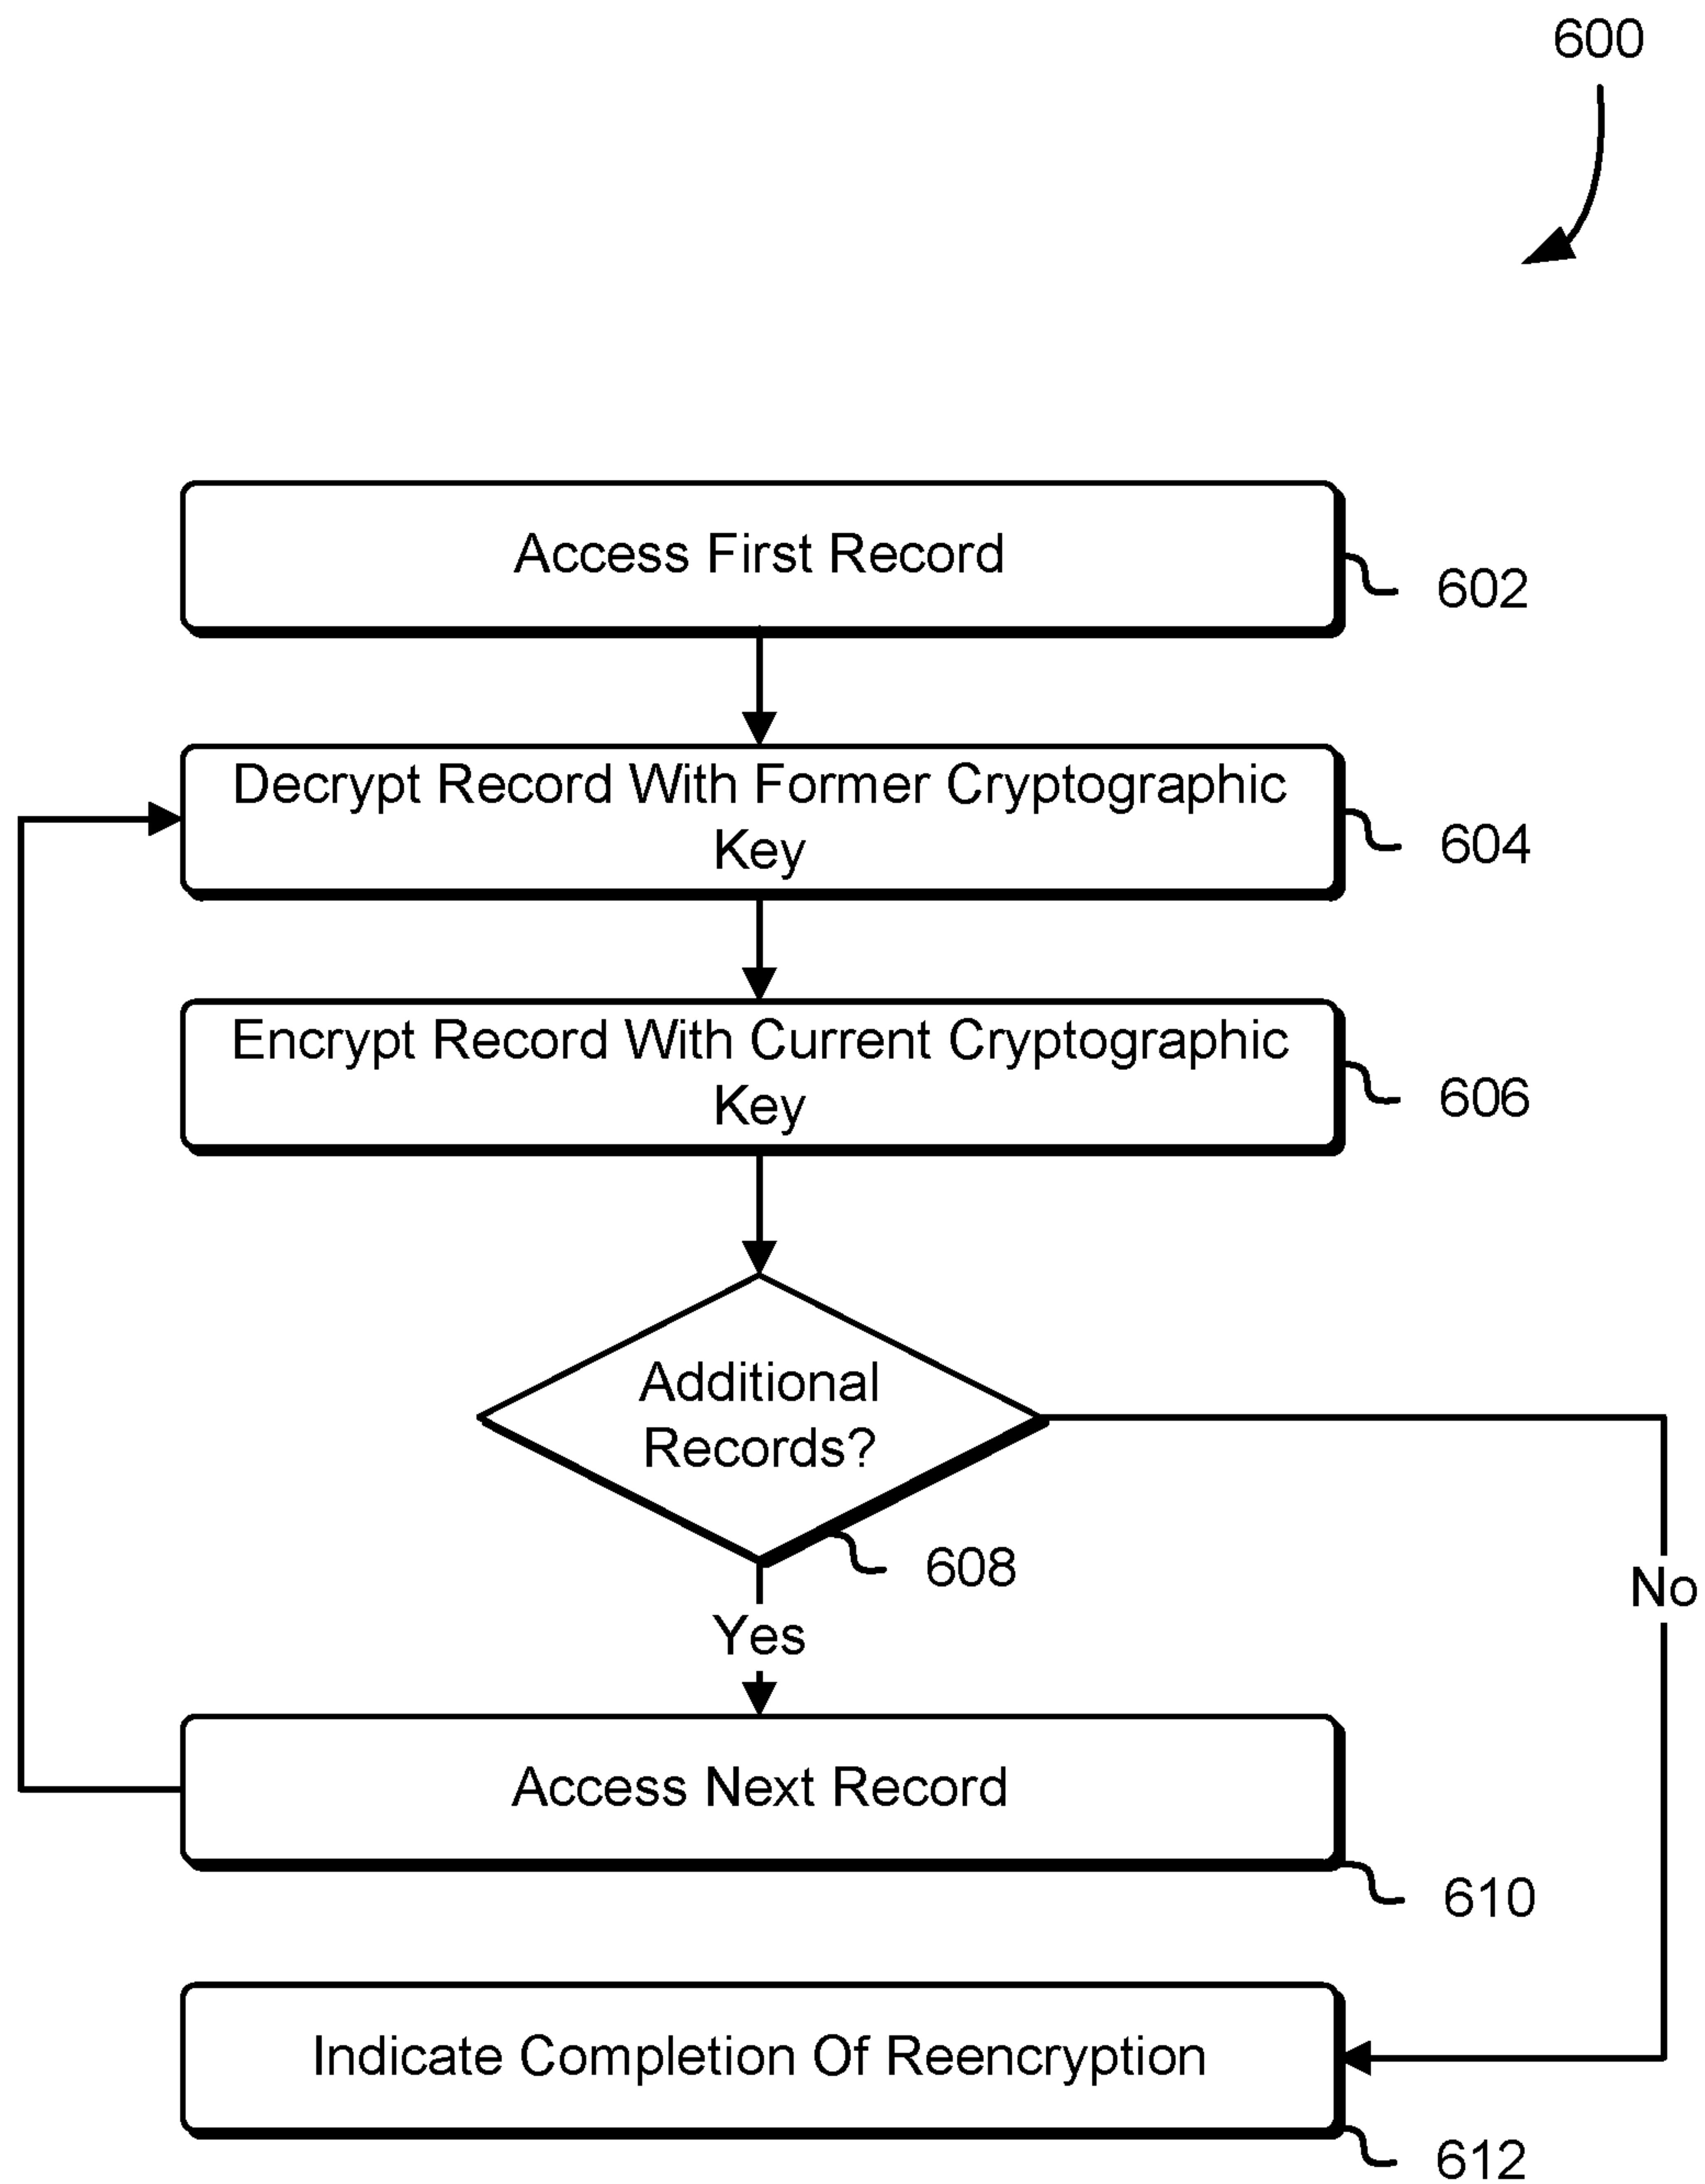 600
Access First Record
602
Decrypt Record With Former Cryptographic
Key
604
Encrypt Record With Current Cryptographic
Key
606
Additional
Records?
608
No
Yes
Access Next Record
610
Indicate Completion Of Reencryption
612